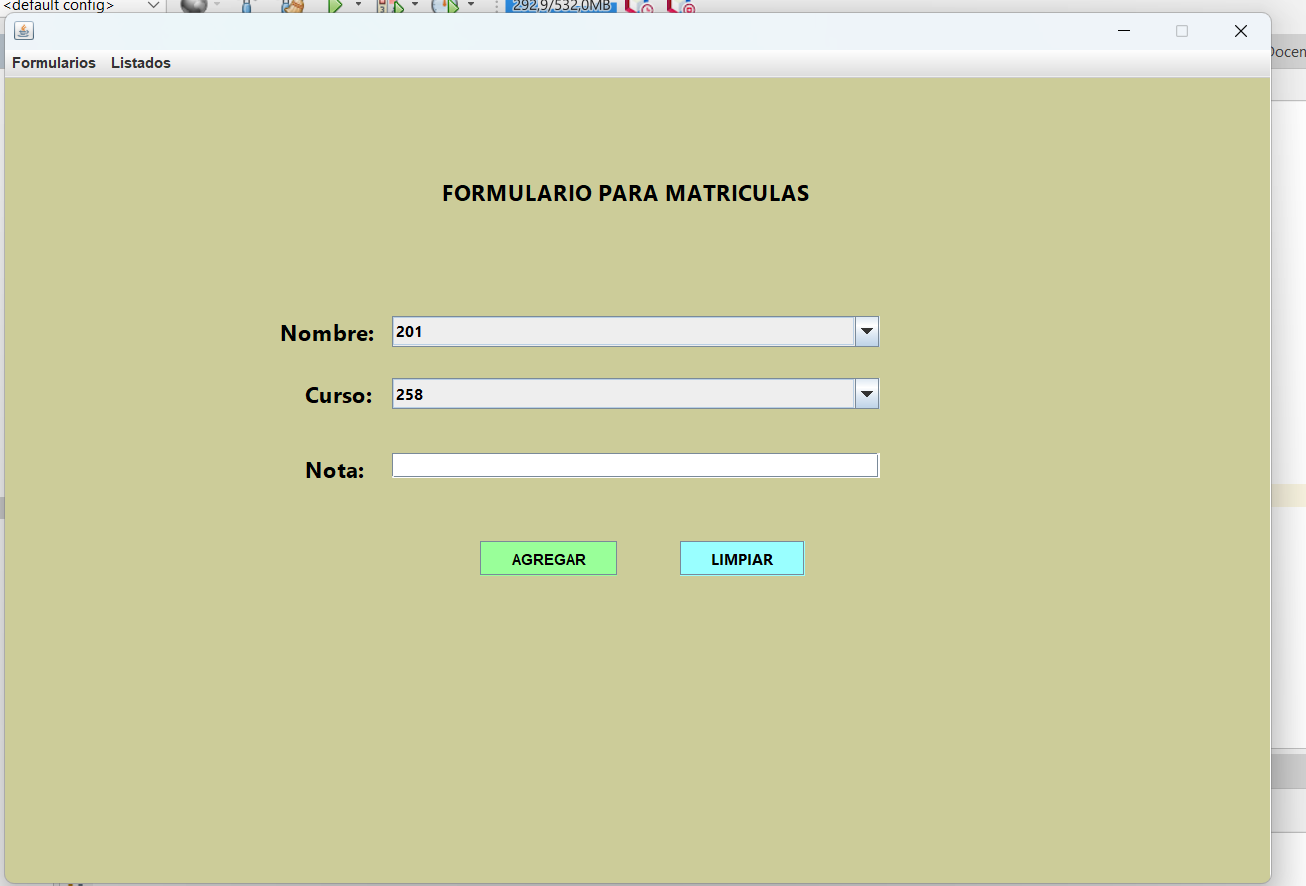 <default config>
292,9/532,0MB
Formularios Listados
FORMULARIO PARA MATRICULAS
Nombre: 201
Curso: 258
Nota:
AGREGAR LIMPIAR